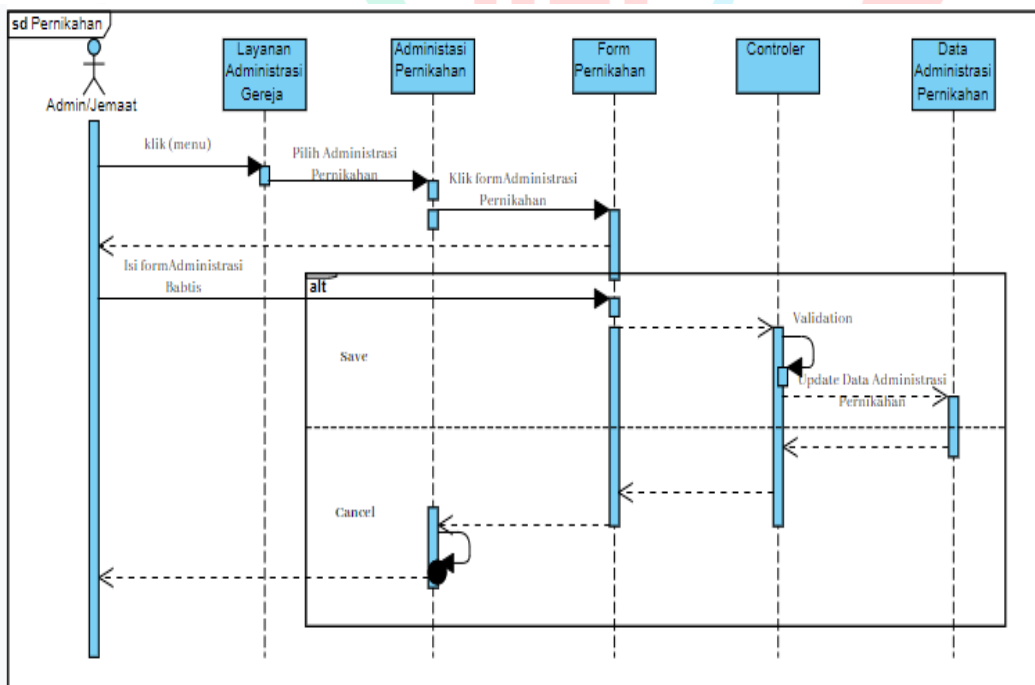 sd Pernikahan
Admin/Jemaat
Layanan
Administrasi
Gereja
Administasi
Pernikahan
Form
Pernikahan
Controler
Data
Administrasi
Pernikahan
klik (menu)
Pilih Administrasi
Pernikahan
Klik formAdministrasi
Pernikahan
Isi formAdministrasi
Babtis
alt
Validation
Save
Update Data Administrasi
Pernikahan
Cancel